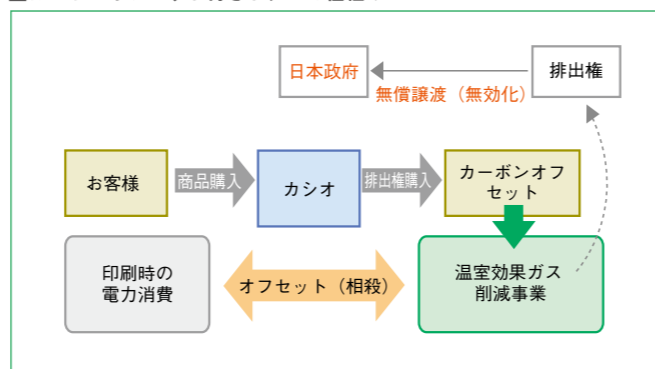 日本政府
排出権
無償譲渡（無効化）
お客様
商品購入
カシオ
排出権購入
カーボンオフ
セット
印刷時の
電力消費
オフセット（相殺）
温室効果ガス
削減事業